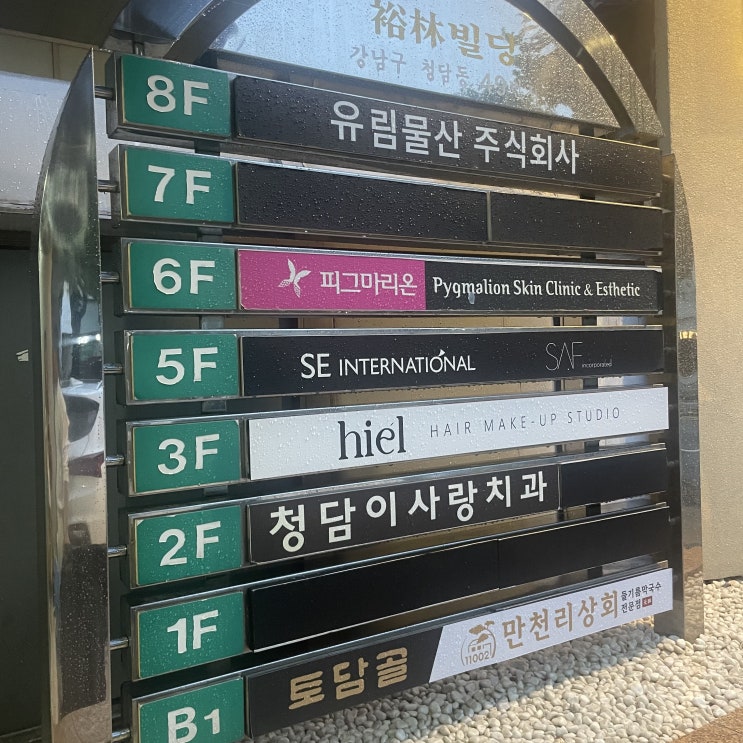 裕林빌딩
강남구 청담동
8F 유림물산 주식회사
7F
6F 피그마리온 Pygmalion Skin Clinic & Esthetic
5F SE INTERNATIONAL SAF incorporated
3F hiel HAIR MAKE-UP STUDIO
2F 청담이사랑치과
1F
B1 토담골 11002 만천리상회 들기름막국수
전문점